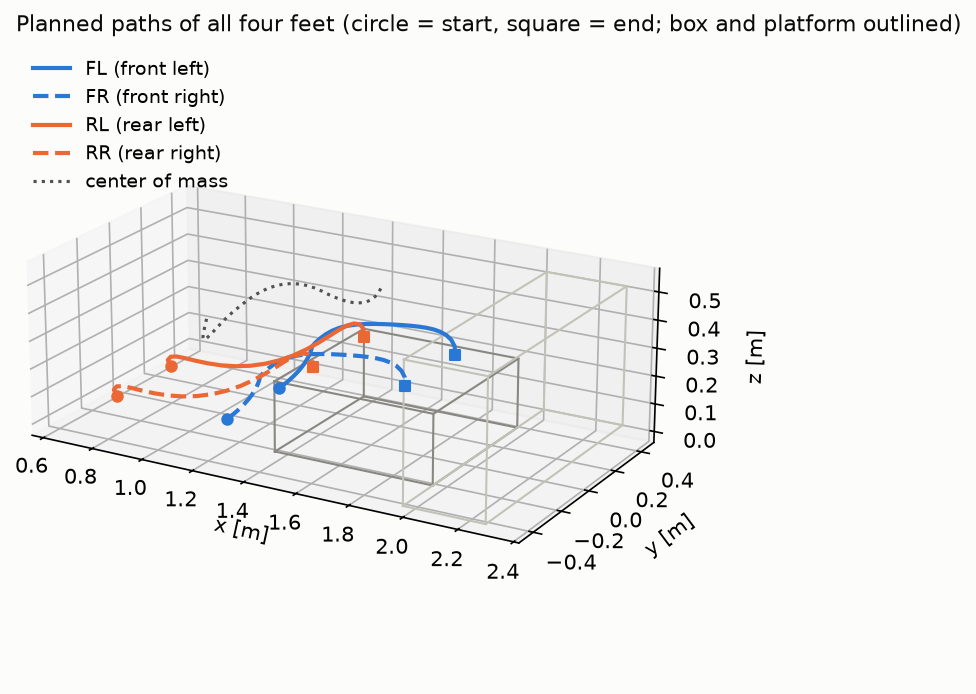 Planned paths of all four feet (circle = start, square = end; box and platform outlined)
FL (front left)
FR (front right)
RL (rear left)
RR (rear right)
center of mass
0.5
0.4
0.3
0.2
0.1
0.0
z [m]
0.6
0.8
1.0
1.2
1.4
1.6
1.8
2.0
2.2
2.4
x [m]
0.4
0.2
0.0
−0.2
−0.4
y [m]